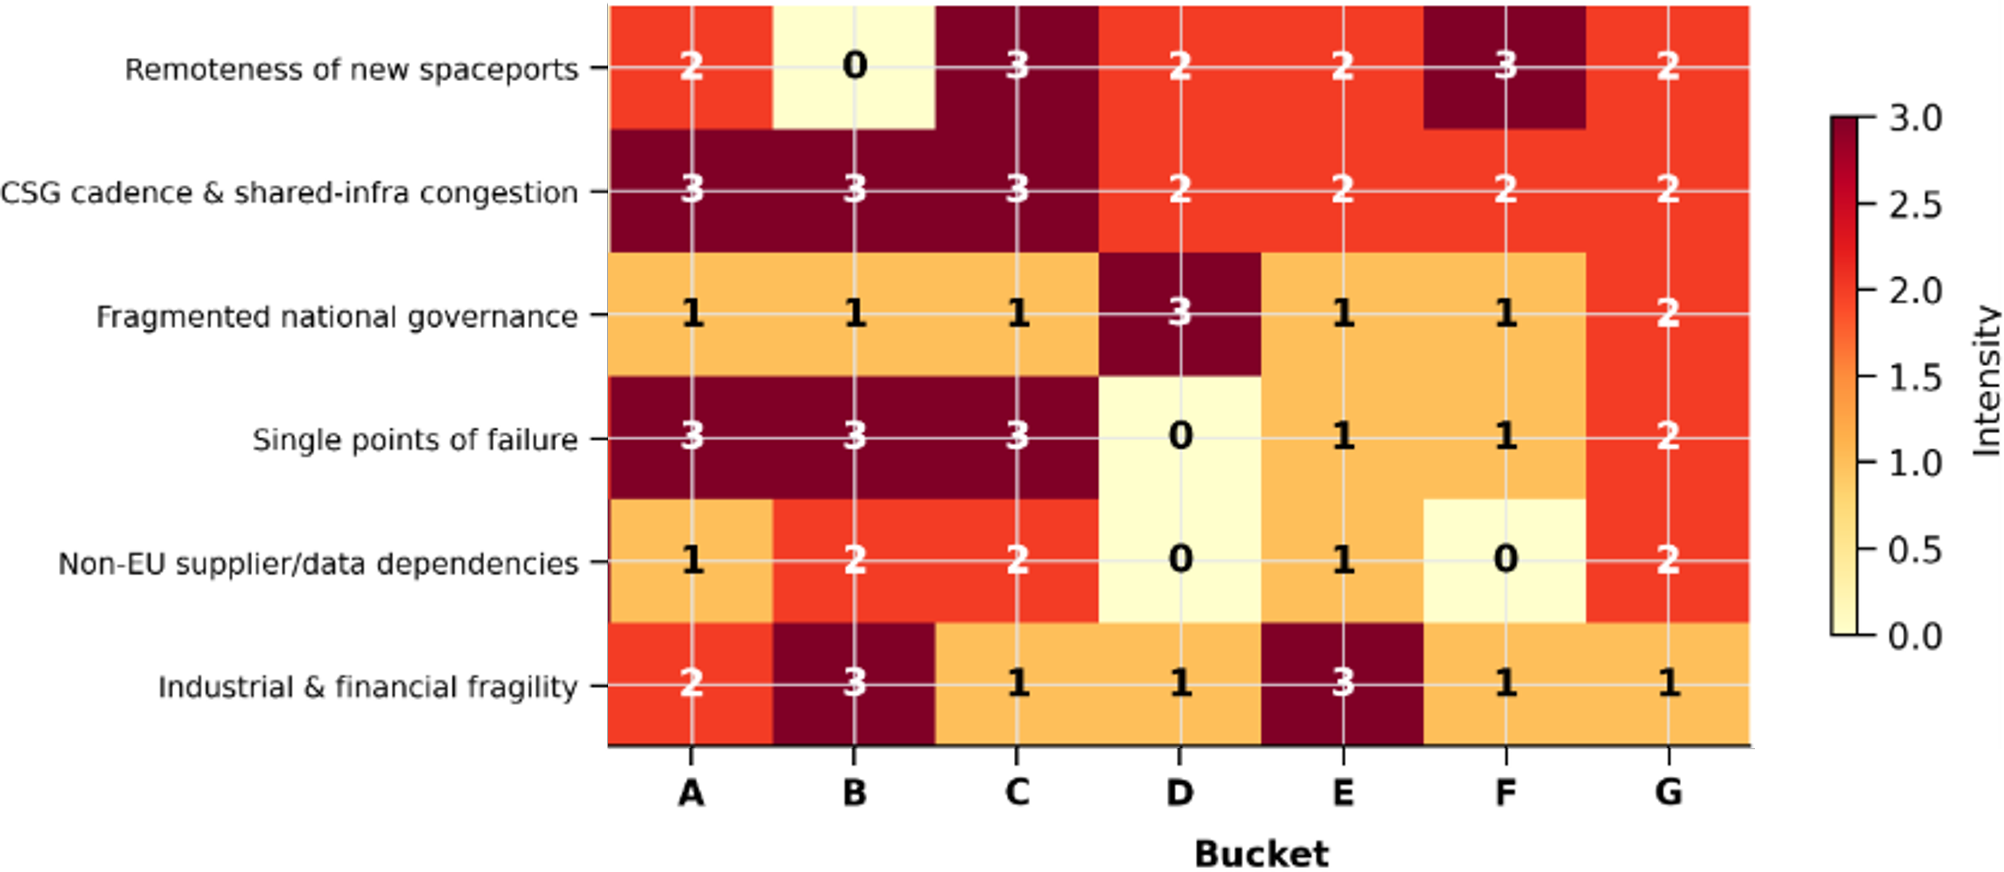 Remoteness of new spaceports 2 0 3 2 2 3 2
CSG cadence & shared-infra congestion 3 3 3 2 2 2 2
Fragmented national governance 1 1 1 3 1 1 2
Single points of failure 3 3 3 0 1 1 2
Non-EU supplier/data dependencies 1 2 2 0 1 0 2
Industrial & financial fragility 2 3 1 1 3 1 1
A B C D E F G
Bucket
3.0
2.5
2.0
1.5
1.0
0.5
0.0
Intensity